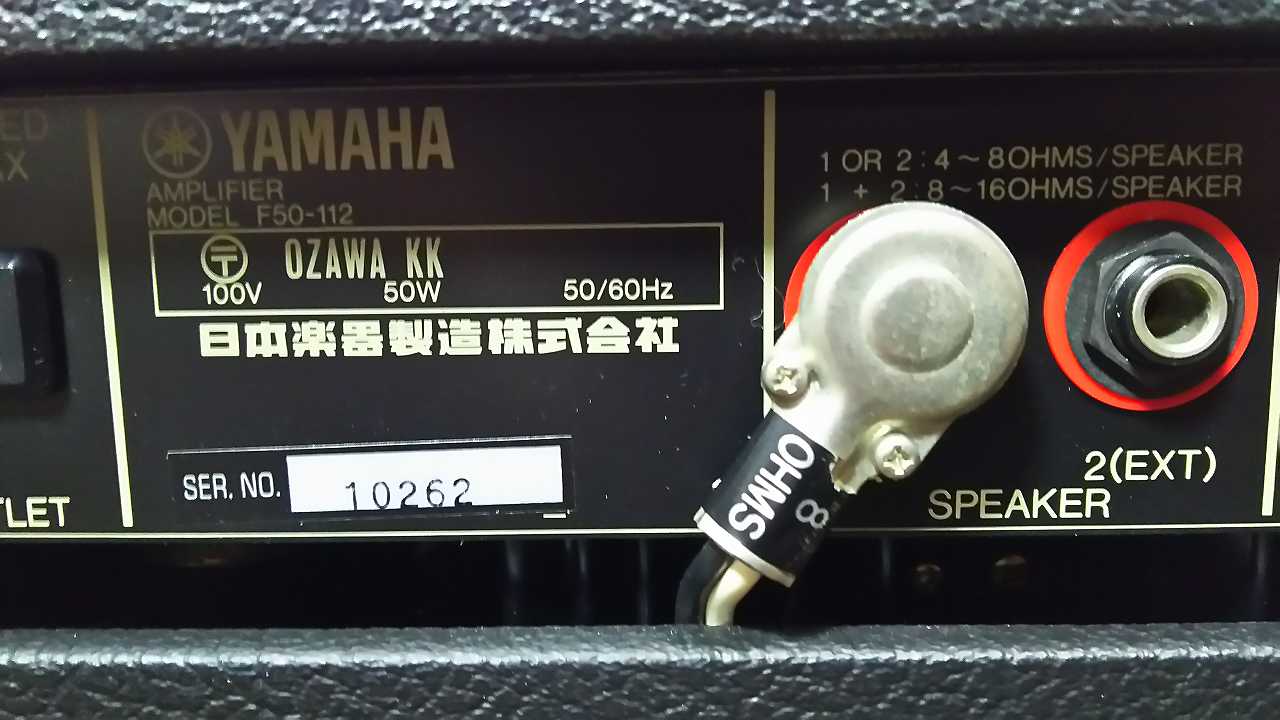 YAMAHA
AMPLIFIER
MODEL F50-112
〒 OZAWA KK
100V 50W 50/60Hz
日本楽器製造株式会社
SER. NO. 10262
1 OR 2:4~8OHMS/SPEAKER
1 + 2:8~16OHMS/SPEAKER
OHMS
8
2(EXT)
SPEAKER